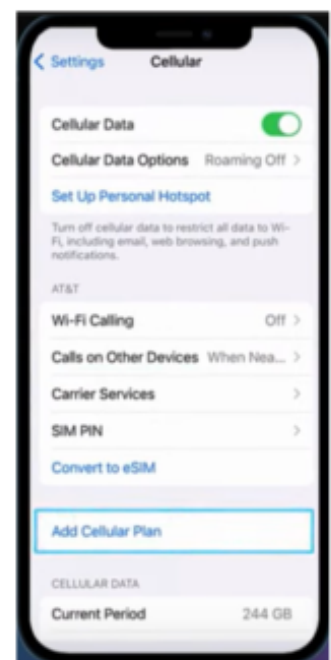 Settings Cellular
Cellular Data
Cellular Data Options Roaming Off
Set Up Personal Hotspot
Turn off cellular data to restrict all data to Wi-
Fi, including email, web browsing, and push
notifications.
AT&T
Wi-Fi Calling Off
Calls on Other Devices When Nea...
Carrier Services
SIM PIN
Convert to eSIM
Add Cellular Plan
CELLULAR DATA
Current Period 244 GB